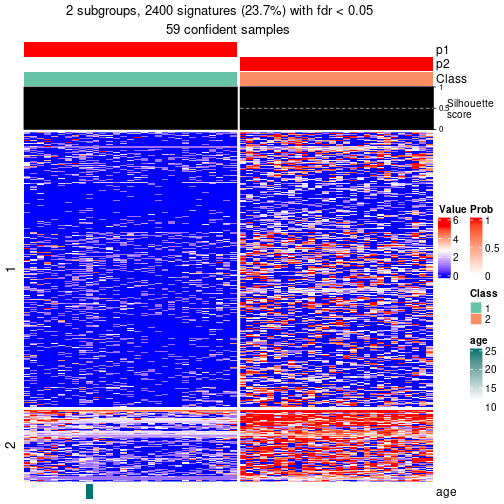 2 subgroups, 2400 signatures (23.7%) with fdr < 0.05
59 confident samples
p1
p2
Class
1
0.5
0
Silhouette
score
1
2
age
Value
6
4
2
0
Prob
1
0.5
0
Class
1
2
age
25
20
15
10